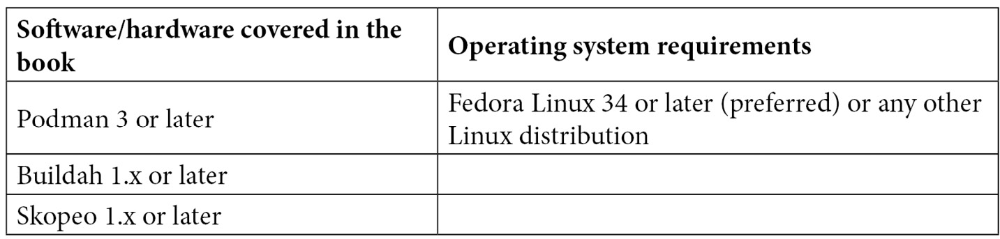 Software/hardware covered in the
book
Operating system requirements
Podman 3 or later
Fedora Linux 34 or later (preferred) or any other
Linux distribution
Buildah 1.x or later
Skopeo 1.x or later